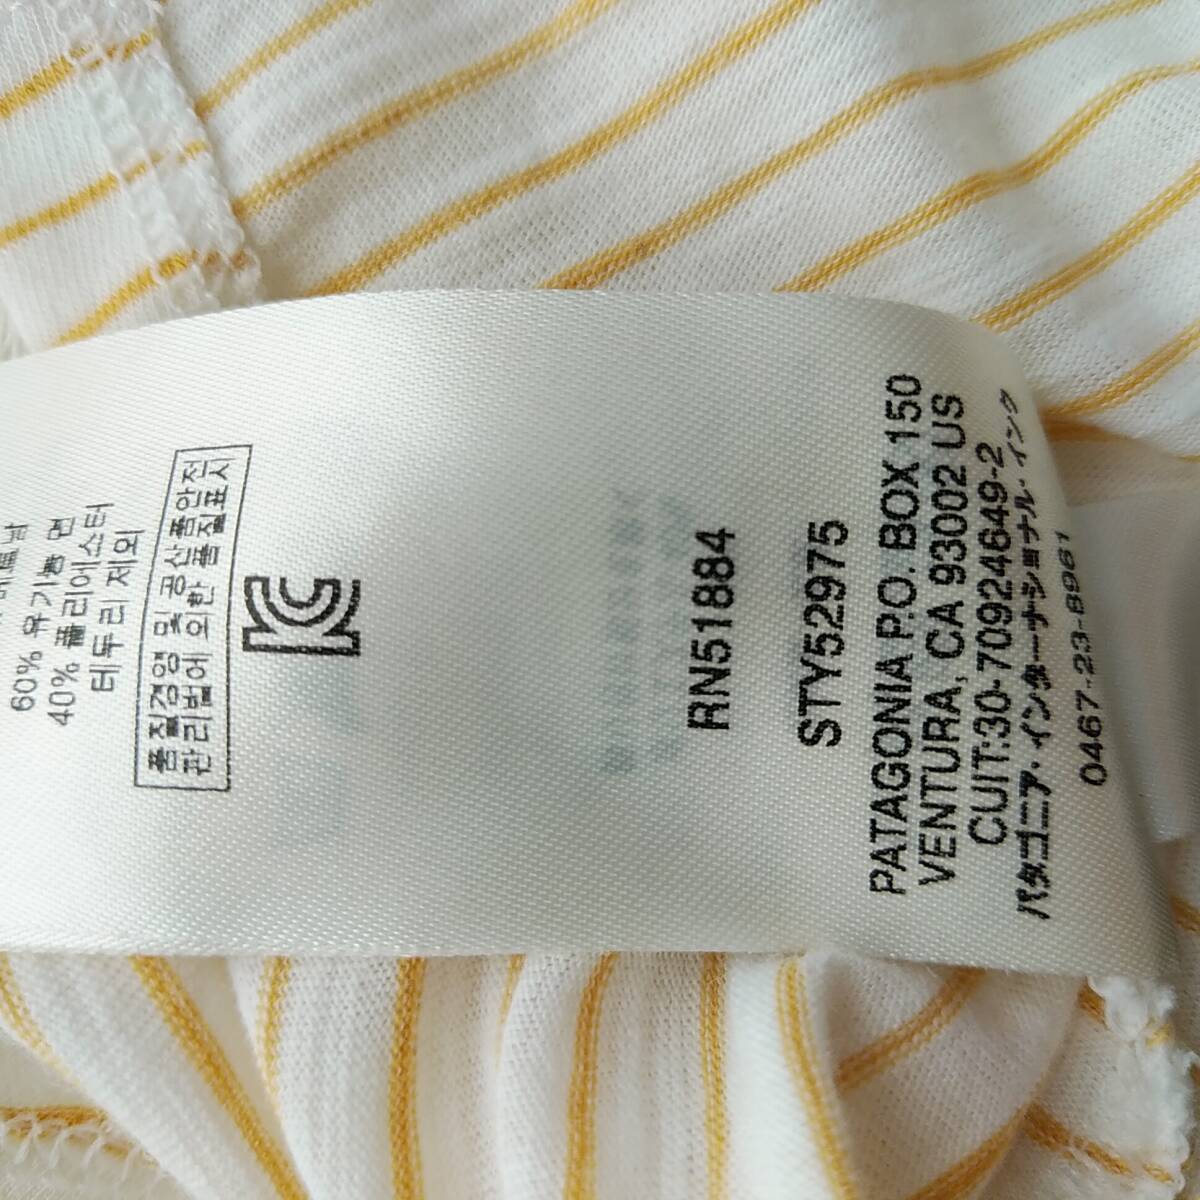 60% 유기농 면
40% 폴리에스터
테두리 제외
품질경영 및 공산품안전
관리법에 의한 품질표시
RN51884
STY52975
PATAGONIA P.O. BOX 150
VENTURA, CA 93002 US
CUIT:30-70924649-2
パタゴニア・インターナショナル・インク
0467-23-8961